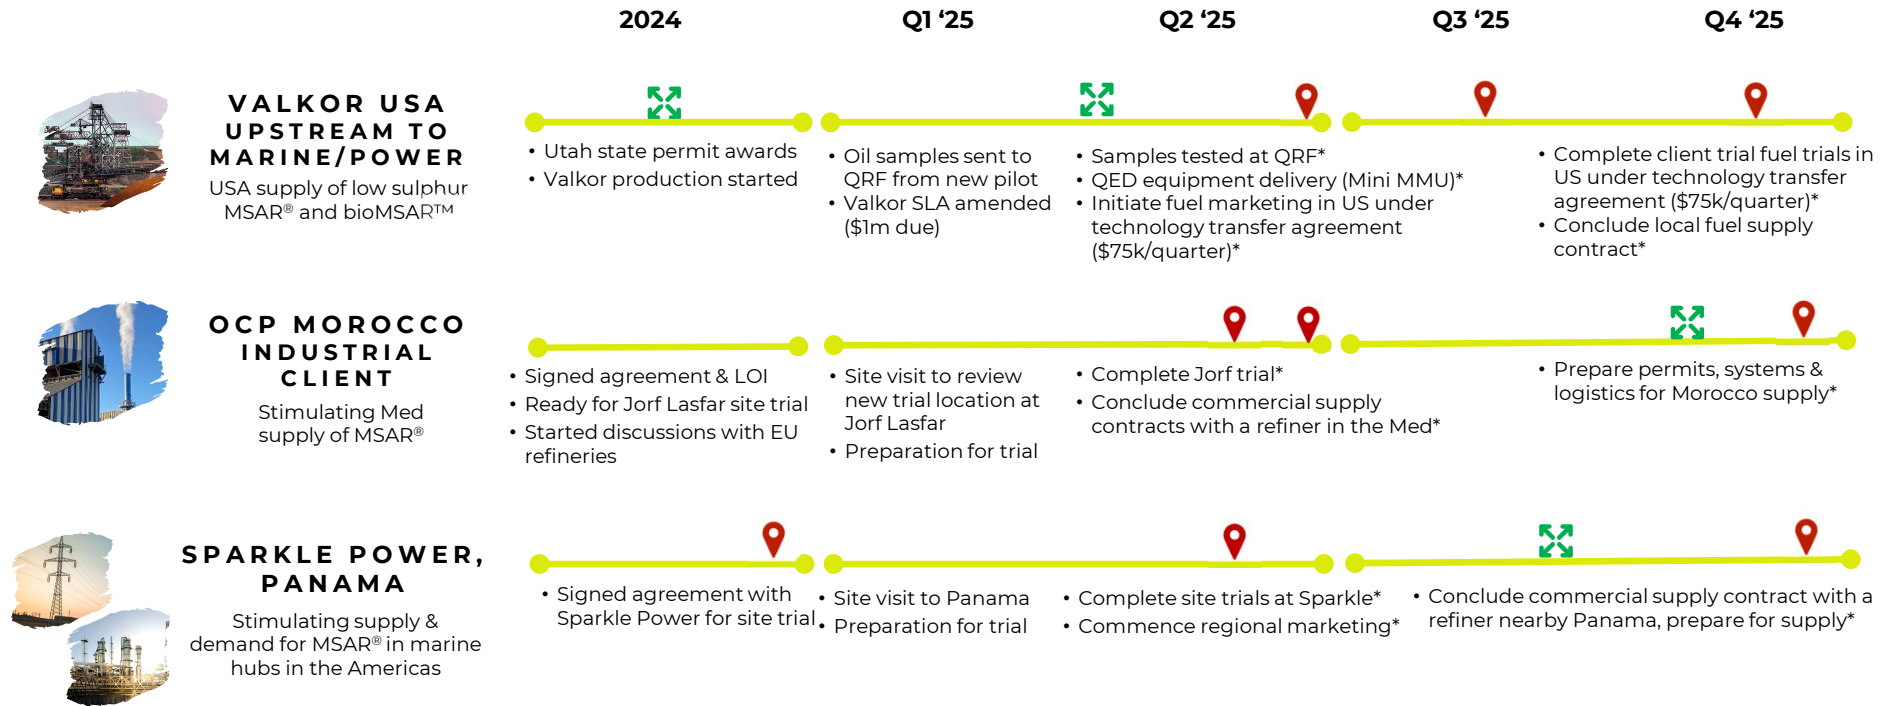 2024
Q1 ‘25
Q2 ‘25
Q3 ‘25
Q4 ‘25
VALKOR USA
UPSTREAM TO
MARINE/POWER
USA supply of low sulphur
MSAR® and bioMSAR™
• Utah state permit awards
• Valkor production started
• Oil samples sent to
QRF from new pilot
• Valkor SLA amended
($1m due)
• Samples tested at QRF*
• QED equipment delivery (Mini MMU)*
• Initiate fuel marketing in US under
technology transfer agreement
($75k/quarter)*
• Complete client trial fuel trials in
US under technology transfer
agreement ($75k/quarter)*
• Conclude local fuel supply
contract*
OCP MOROCCO
INDUSTRIAL
CLIENT
Stimulating Med
supply of MSAR®
• Signed agreement & LOI
• Ready for Jorf Lasfar site trial
• Started discussions with EU
refineries
• Site visit to review
new trial location at
Jorf Lasfar
• Preparation for trial
• Complete Jorf trial*
• Conclude commercial supply
contracts with a refiner in the Med*
• Prepare permits, systems &
logistics for Morocco supply*
SPARKLE POWER,
PANAMA
Stimulating supply &
demand for MSAR® in marine
hubs in the Americas
• Signed agreement with
Sparkle Power for site trial
• Site visit to Panama
• Preparation for trial
• Complete site trials at Sparkle*
• Commence regional marketing*
• Conclude commercial supply contract with a
refiner nearby Panama, prepare for supply*